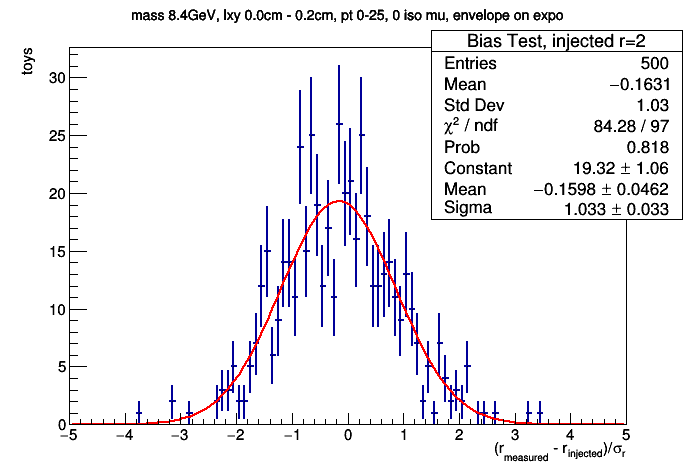 mass 8.4GeV, lxy 0.0cm - 0.2cm, pt 0-25, 0 iso mu, envelope on expo
Bias Test, injected r=2
Entries 500
Mean −0.1631
Std Dev 1.03
χ² / ndf 84.28 / 97
Prob 0.818
Constant 19.32 ± 1.06
Mean −0.1598 ± 0.0462
Sigma 1.033 ± 0.033
toys
30
25
20
15
10
5
0
−5 −4 −3 −2 −1 0 1 2 3 4 5
(r_measured - r_injected)/σ_r